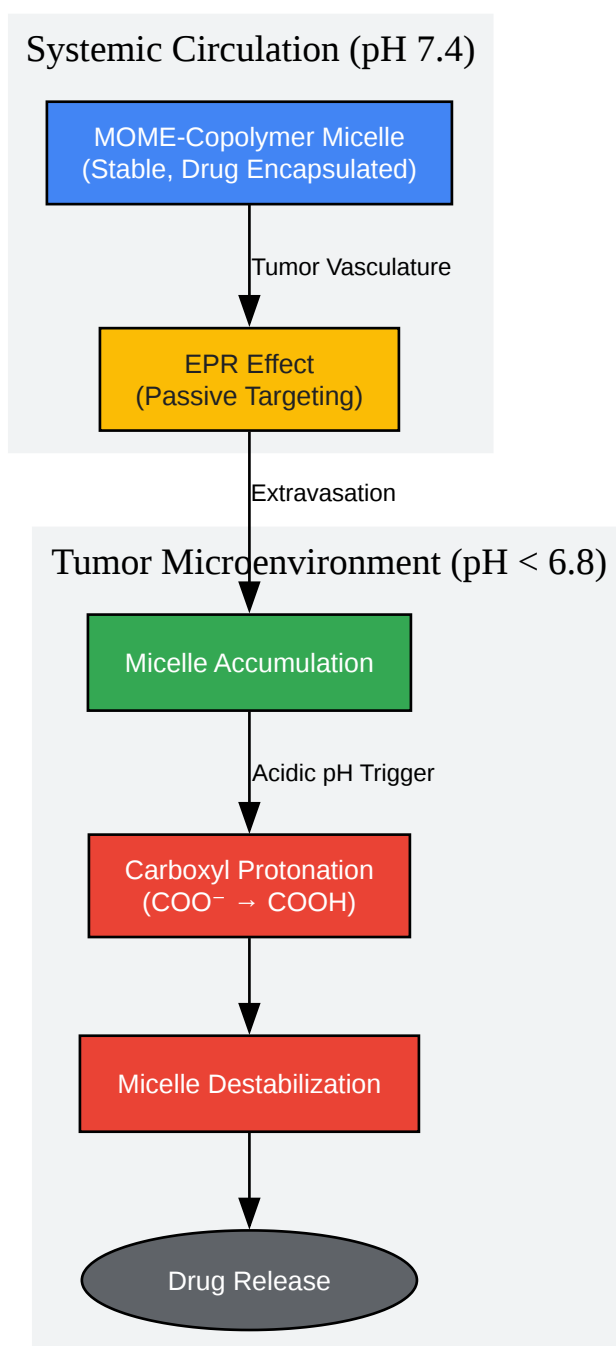 Systemic Circulation (pH 7.4)
MOME-Copolymer Micelle
(Stable, Drug Encapsulated)
Tumor Vasculature
EPR Effect
(Passive Targeting)
Extravasation
Tumor Microenvironment (pH < 6.8)
Micelle Accumulation
Acidic pH Trigger
Carboxyl Protonation
(COO⁻ → COOH)
Micelle Destabilization
Drug Release